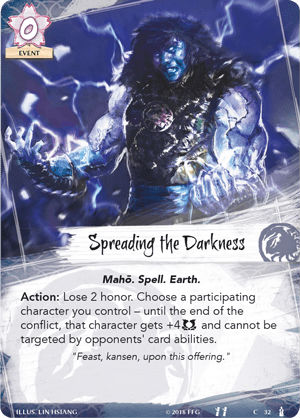 0
EVENT
Spreading the Darkness
Mahō. Spell. Earth.
Action: Lose 2 honor. Choose a participating
character you control – until the end of the
conflict, that character gets +4 and cannot be
targeted by opponents' card abilities.
"Feast, kansen, upon this offering."
ILLUS. LIN HSIANG © 2018 FFG C 32